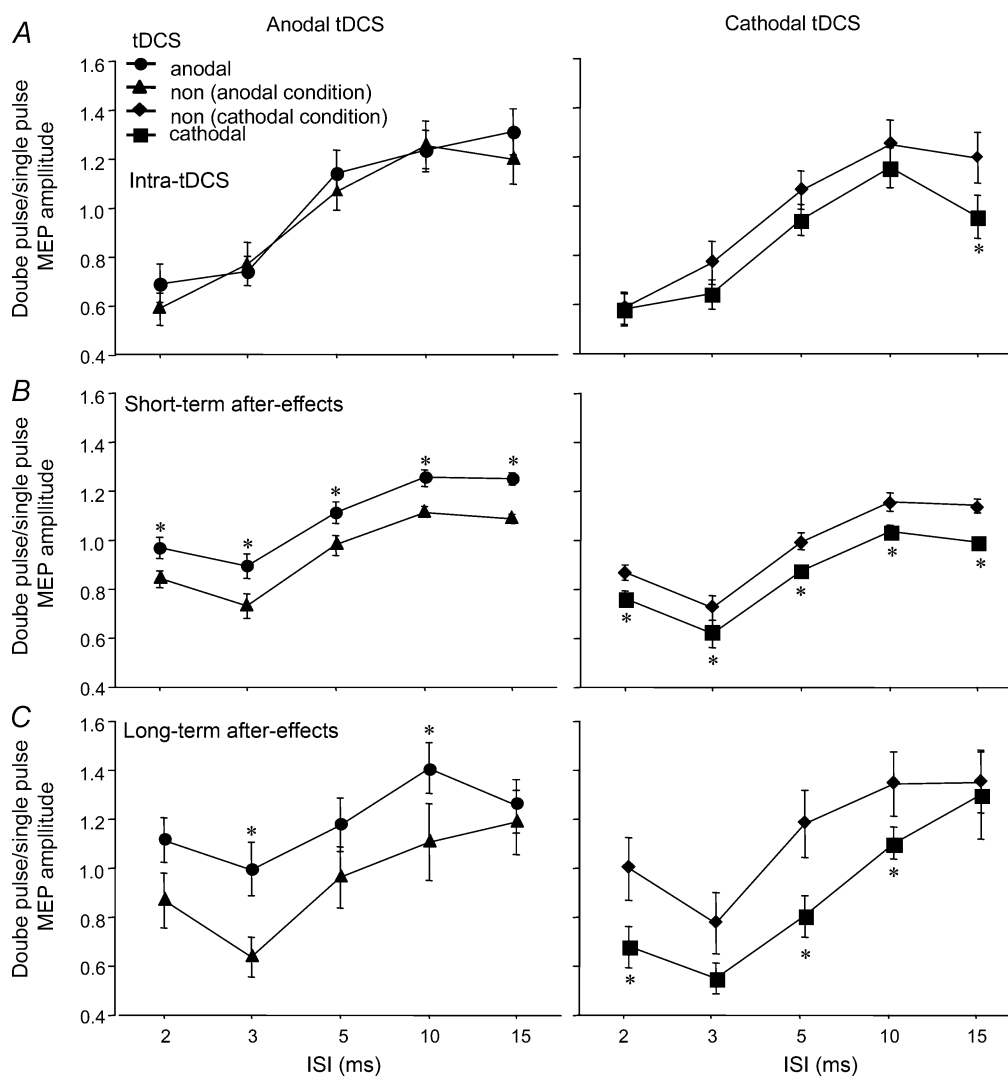 A
Anodal tDCS
Cathodal tDCS
tDCS
anodal
non (anodal condition)
non (cathodal condition)
cathodal
Intra-tDCS
Doube pulse/single pulse
MEP ampllitude
1.6
1.4
1.2
1.0
0.8
0.6
0.4
*
B
Short-term after-effects
Doube pulse/single pulse
MEP ampllitude
1.6
1.4
1.2
1.0
0.8
0.6
0.4
* * * * *
* * * * *
C
Long-term after-effects
Doube pulse/single pulse
MEP ampllitude
1.6
1.4
1.2
1.0
0.8
0.6
0.4
* *
* * *
2 3 5 10 15
ISI (ms)
2 3 5 10 15
ISI (ms)